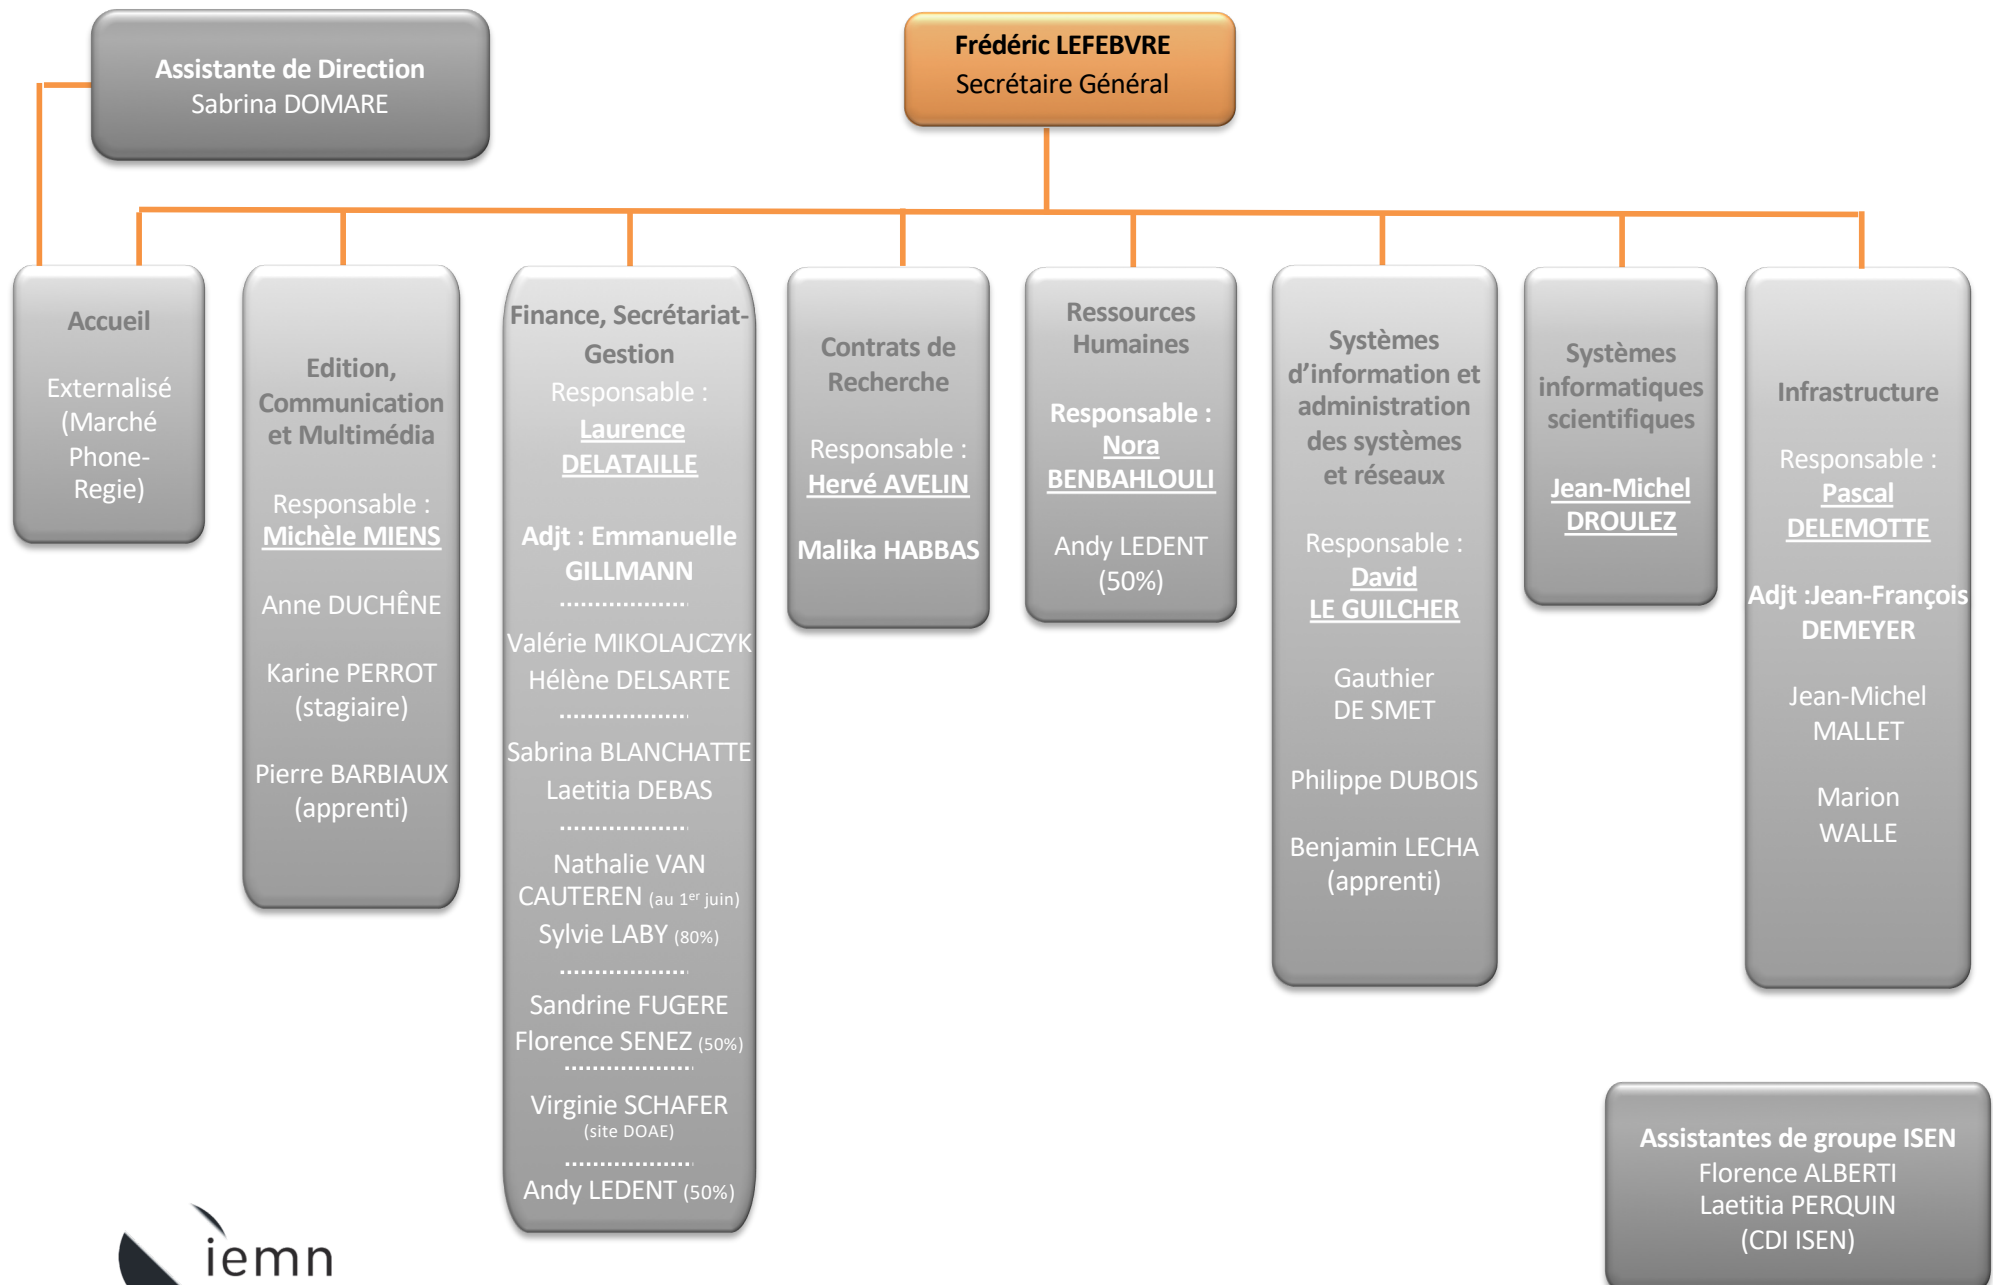 Assistante de Direction
Sabrina DOMARE
Frédéric LEFEBVRE
Secrétaire Général
Accueil
Externalisé
(Marché
Phone-
Regie)
Edition,
Communication
et Multimédia
Responsable :
Michèle MIENS
Anne DUCHÊNE
Karine PERROT
(stagiaire)
Pierre BARBIAUX
(apprenti)
Finance, Secrétariat-
Gestion
Responsable :
Laurence
DELATAILLE
Adjt : Emmanuelle
GILLMANN
Valérie MIKOLAJCZYK
Hélène DELSARTE
Sabrina BLANCHATTE
Laetitia DEBAS
Nathalie VAN
CAUTEREN (au 1er juin)
Sylvie LABY (80%)
Sandrine FUGERE
Florence SENEZ (50%)
Virginie SCHAFER
(site DOAE)
Andy LEDENT (50%)
Contrats de
Recherche
Responsable :
Hervé AVELIN
Malika HABBAS
Ressources
Humaines
Responsable :
Nora
BENBAHLOULI
Andy LEDENT
(50%)
Systèmes
d’information et
administration
des systèmes
et réseaux
Responsable :
David
LE GUILCHER
Gauthier
DE SMET
Philippe DUBOIS
Benjamin LECHA
(apprenti)
Systèmes
informatiques
scientifiques
Jean-Michel
DROULEZ
Infrastructure
Responsable :
Pascal
DELEMOTTE
Adjt :Jean-François
DEMEYER
Jean-Michel
MALLET
Marion
WALLE
Assistantes de groupe ISEN
Florence ALBERTI
Laetitia PERQUIN
(CDI ISEN)
iemn